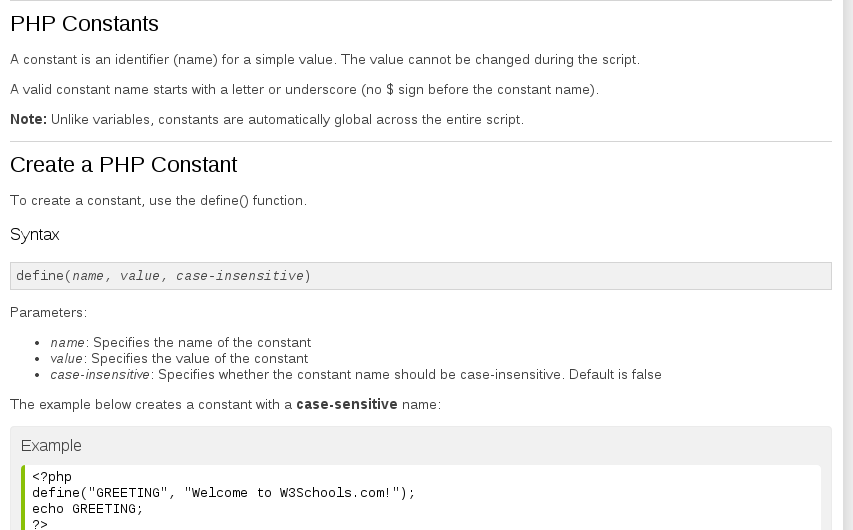 PHP Constants
A constant is an identifier (name) for a simple value. The value cannot be changed during the script.
A valid constant name starts with a letter or underscore (no $ sign before the constant name).
Note: Unlike variables, constants are automatically global across the entire script.
Create a PHP Constant
To create a constant, use the define() function.
Syntax
define(name, value, case-insensitive)
Parameters:
• name: Specifies the name of the constant
• value: Specifies the value of the constant
• case-insensitive: Specifies whether the constant name should be case-insensitive. Default is false
The example below creates a constant with a case-sensitive name:
Example
<?php
define("GREETING", "Welcome to W3Schools.com!");
echo GREETING;
?>